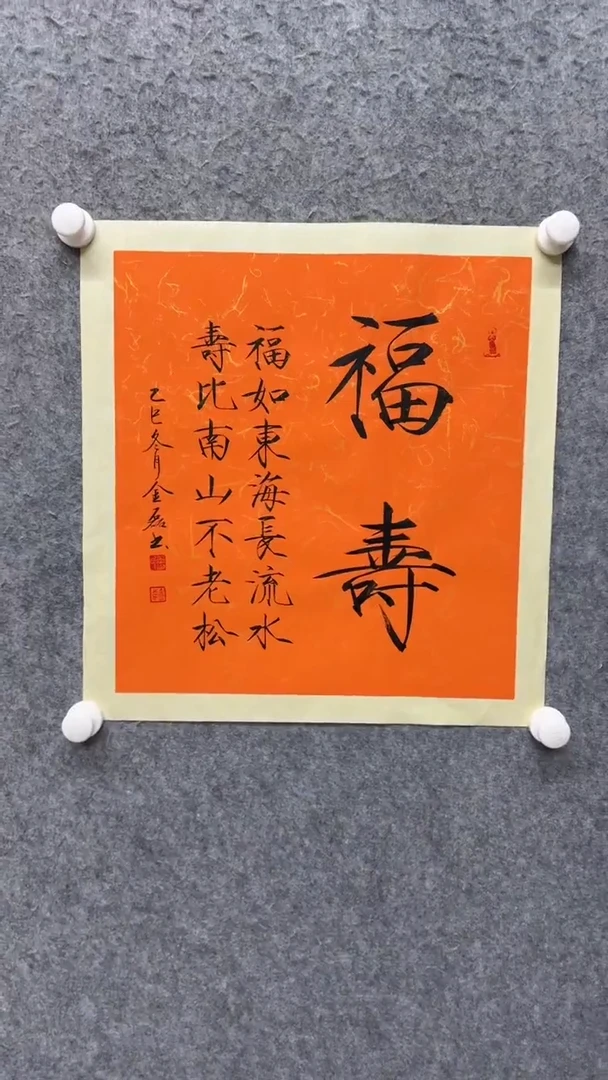 福壽
福如東海長流水
壽比南山不老松
乙巳冬月金磊書